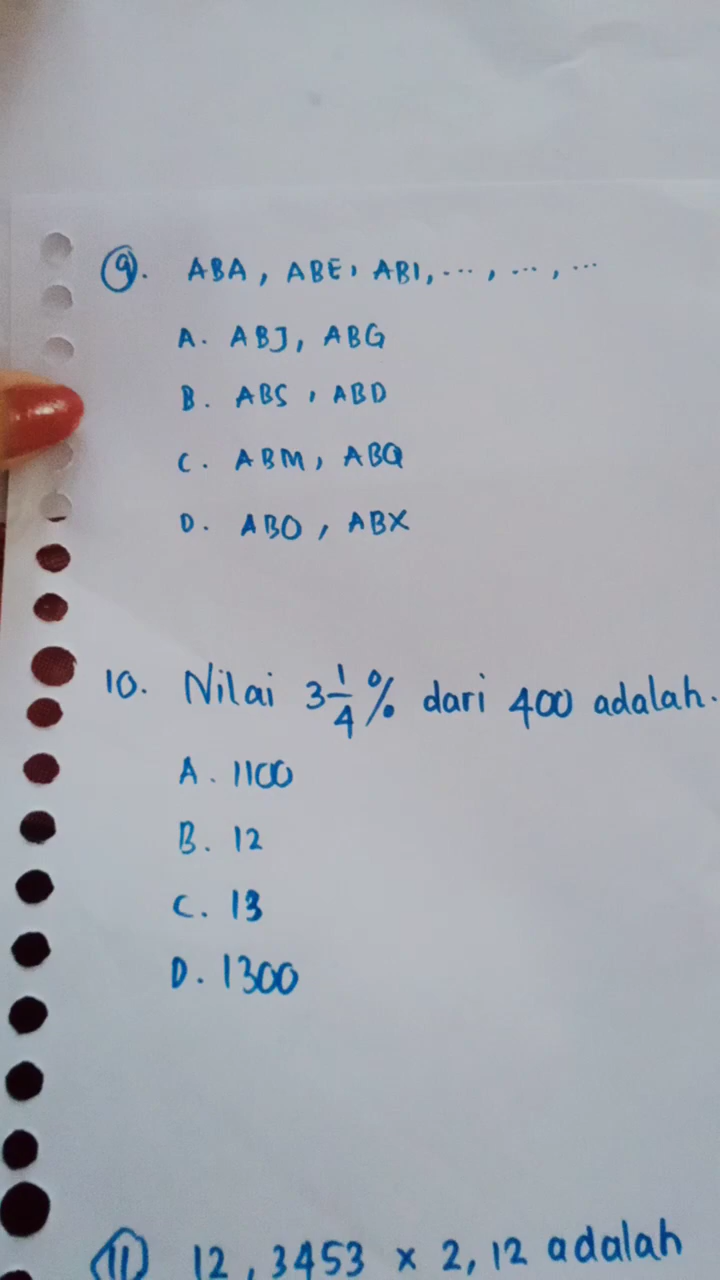 9. ABA, ABE, ABI, ..., ..., ...
A. ABJ, ABG
B. ABS, ABD
C. ABM, ABQ
D. ABO, ABX
10. Nilai 3 1/4 % dari 400 adalah.
A. 1100
B. 12
C. 13
D. 1300
11 12,3453 x 2,12 adalah